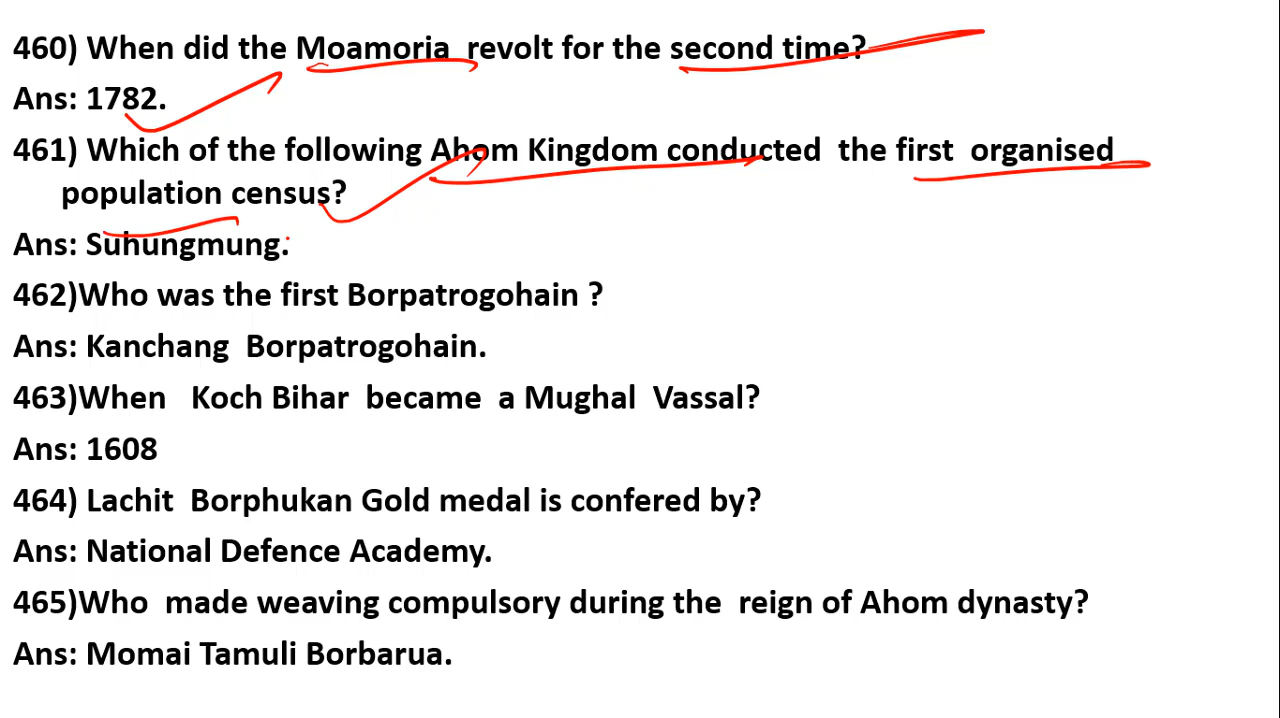 460) When did the Moamoria revolt for the second time?
Ans: 1782.
461) Which of the following Ahom Kingdom conducted the first organised
population census?
Ans: Suhungmung.
462)Who was the first Borpatrogohain ?
Ans: Kanchang Borpatrogohain.
463)When Koch Bihar became a Mughal Vassal?
Ans: 1608
464) Lachit Borphukan Gold medal is confered by?
Ans: National Defence Academy.
465)Who made weaving compulsory during the reign of Ahom dynasty?
Ans: Momai Tamuli Borbarua.